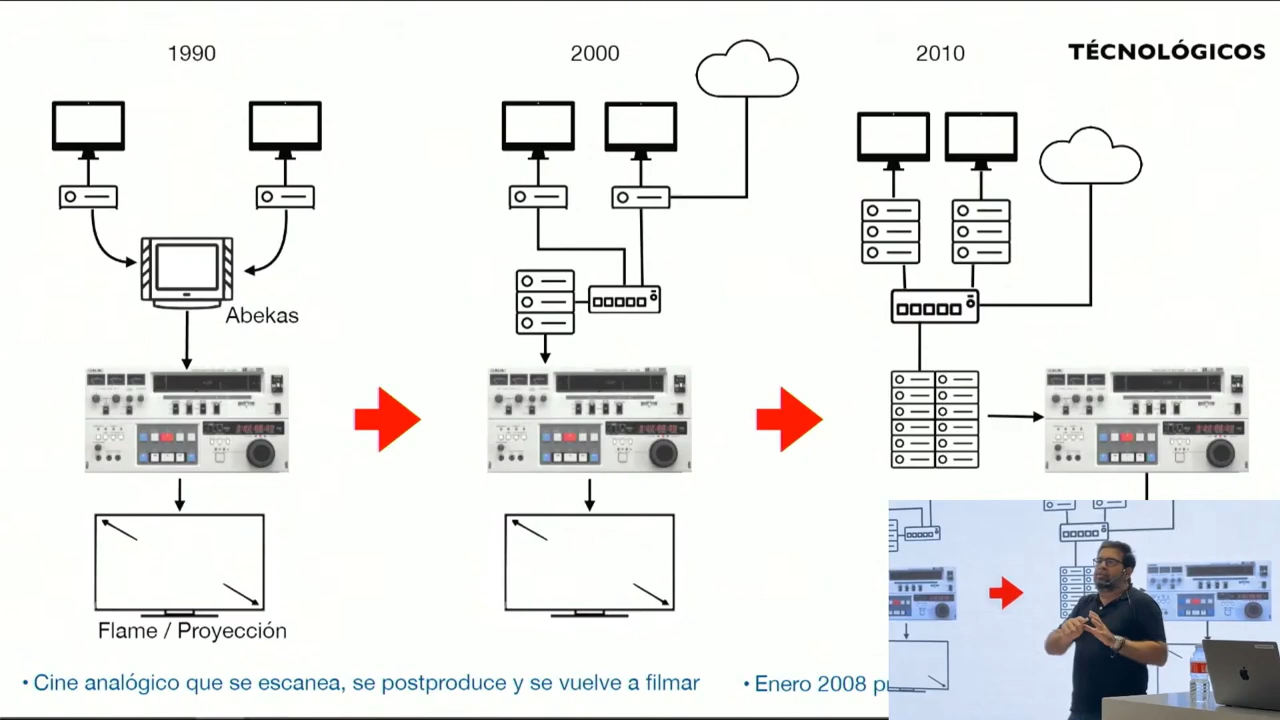 1990
2000
2010
TÉCNOLÓGICOS
Abekas
Flame / Proyección
• Cine analógico que se escanea, se postproduce y se vuelve a filmar
• Enero 2008